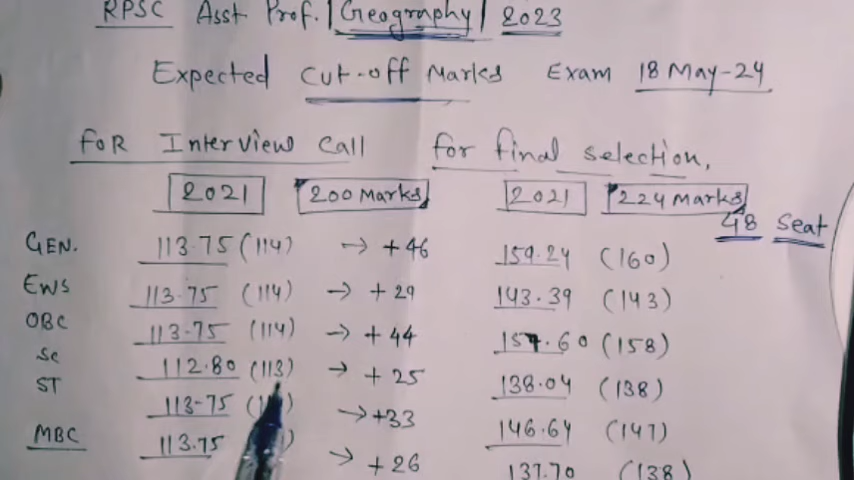 RPSC Asst Prof. | Geography | 2023
Expected Cut-off Marks Exam 18 May-24
FOR Interview Call for final selection,
2021 200 Marks 2021 224 Marks
48 Seat
GEN. 113.75 (114) → +46 159.24 (160)
EWS 113.75 (114) → +29 143.39 (143)
OBC 113.75 (114) → +44 157.60 (158)
SC 112.80 (113) → +25 138.04 (138)
ST 113-75 → +33 146.64 (147)
MBC 113.75 → +26 137.70 (138)